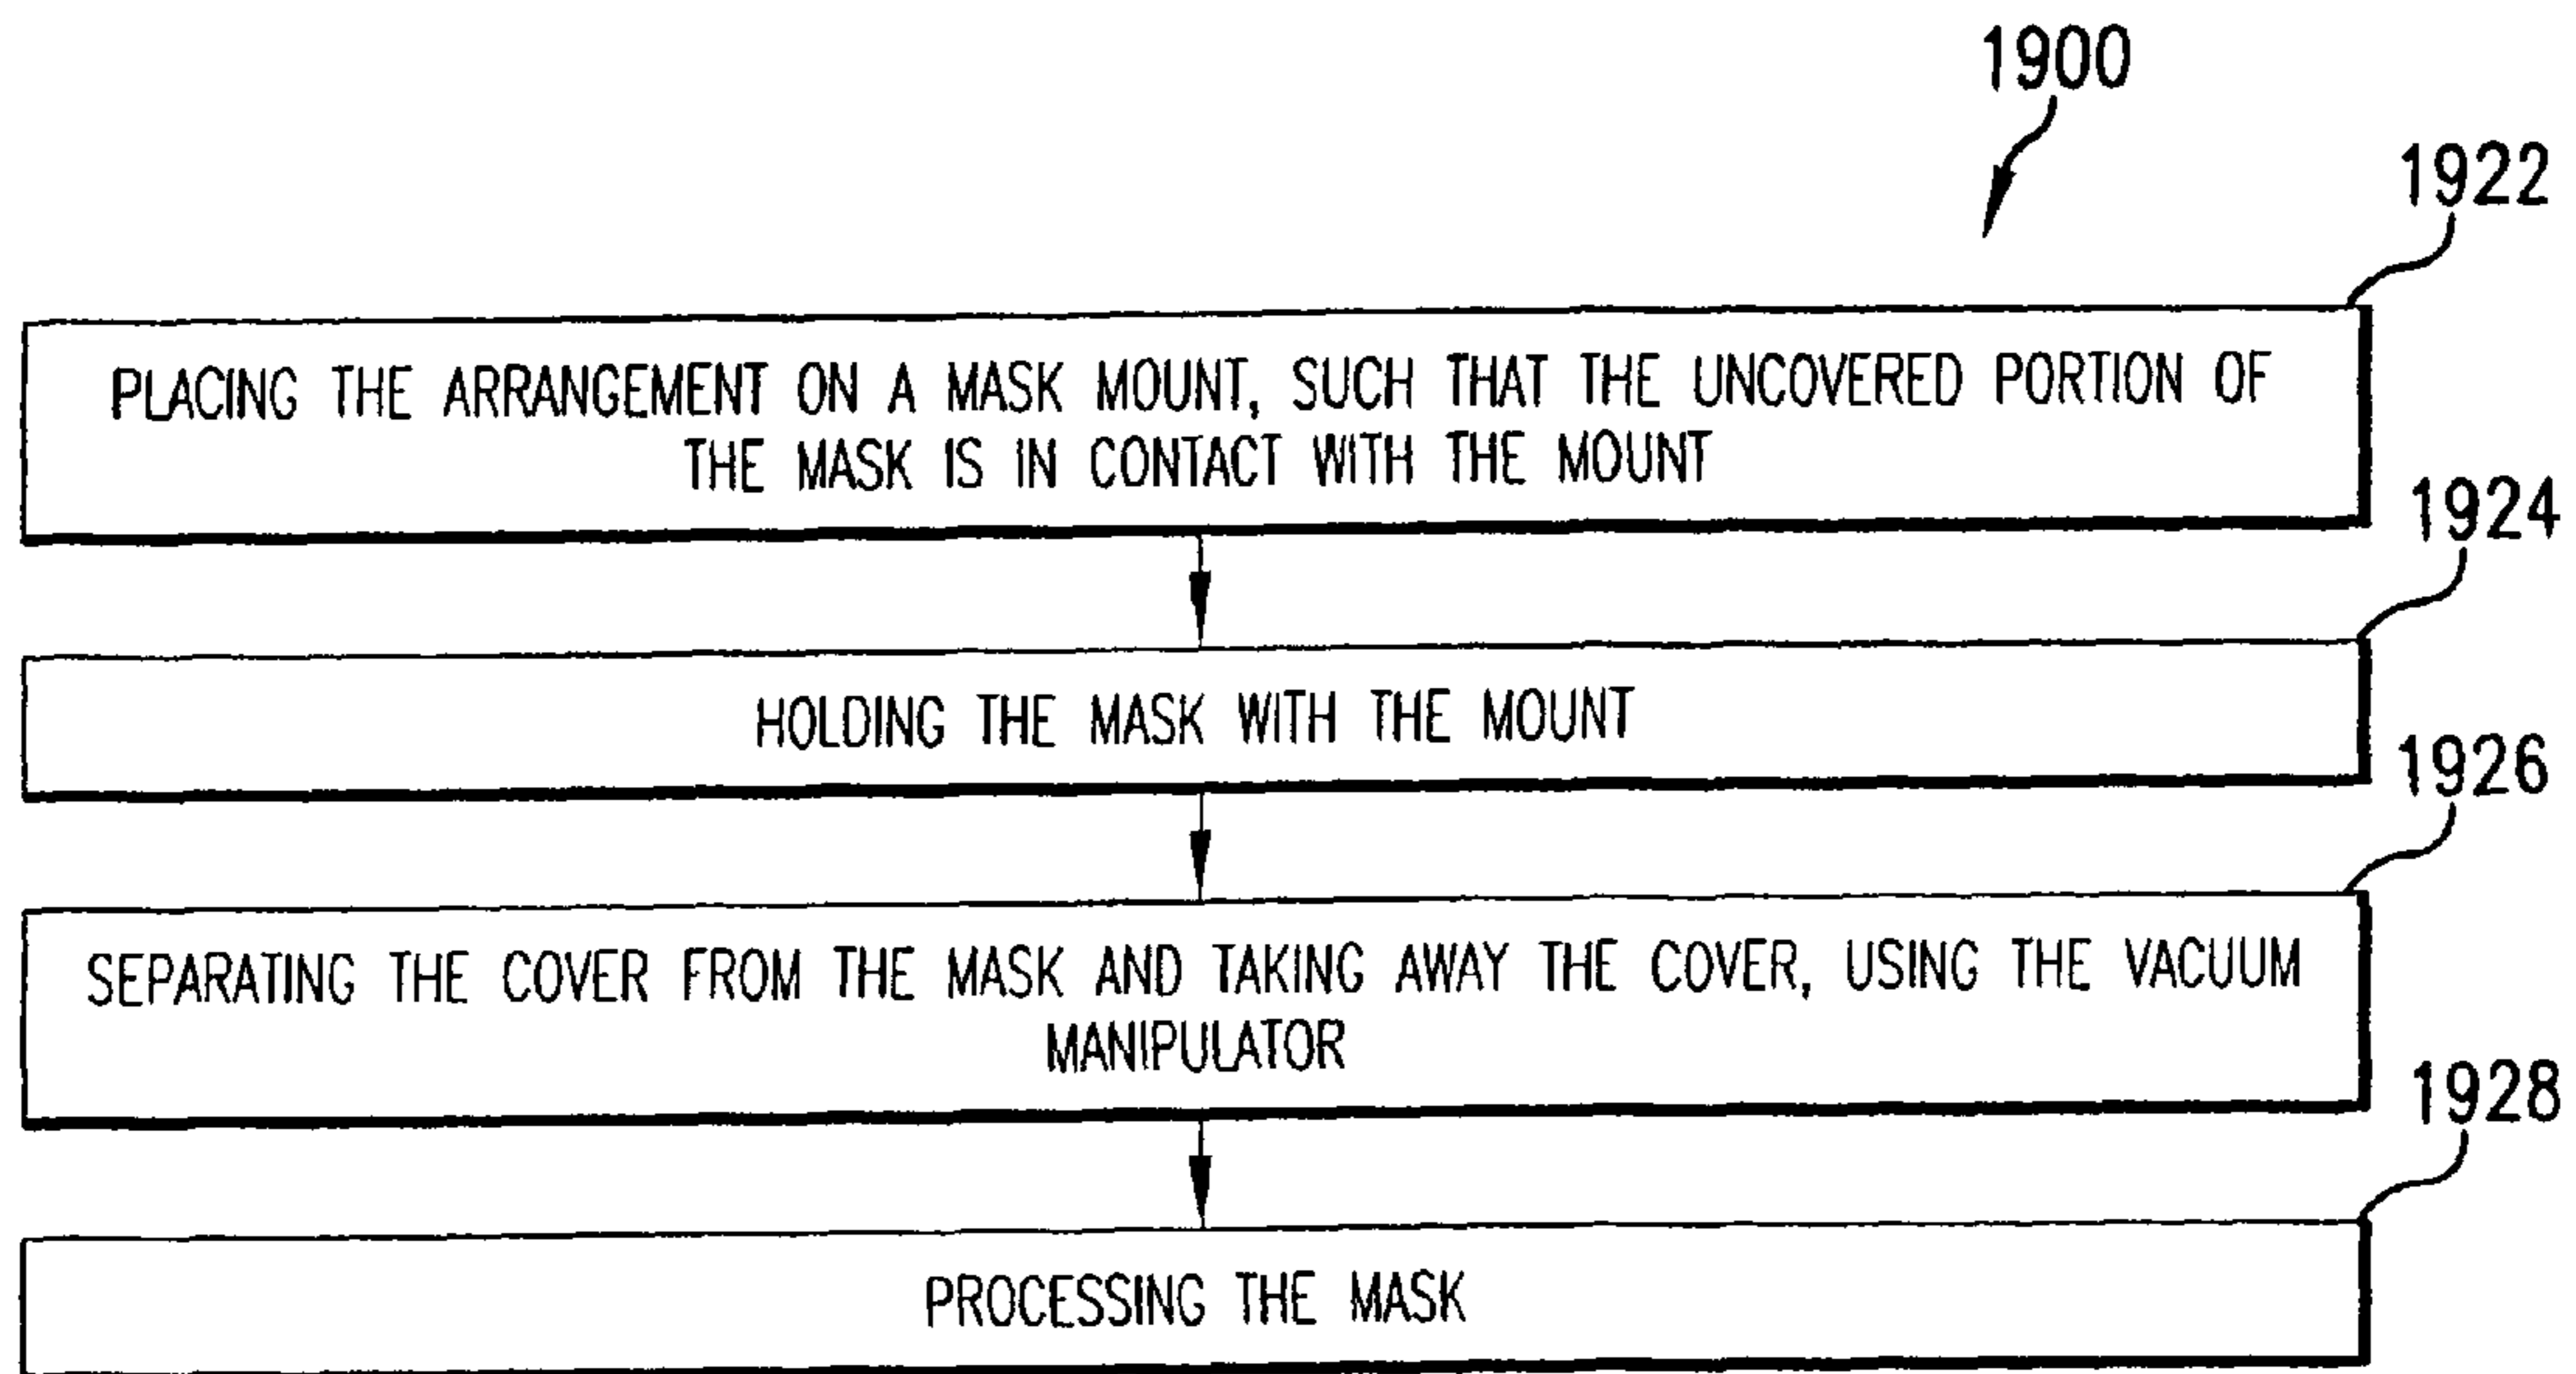 1900
1922
PLACING THE ARRANGEMENT ON A MASK MOUNT, SUCH THAT THE UNCOVERED PORTION OF
THE MASK IS IN CONTACT WITH THE MOUNT
1924
HOLDING THE MASK WITH THE MOUNT
1926
SEPARATING THE COVER FROM THE MASK AND TAKING AWAY THE COVER, USING THE VACUUM
MANIPULATOR
1928
PROCESSING THE MASK